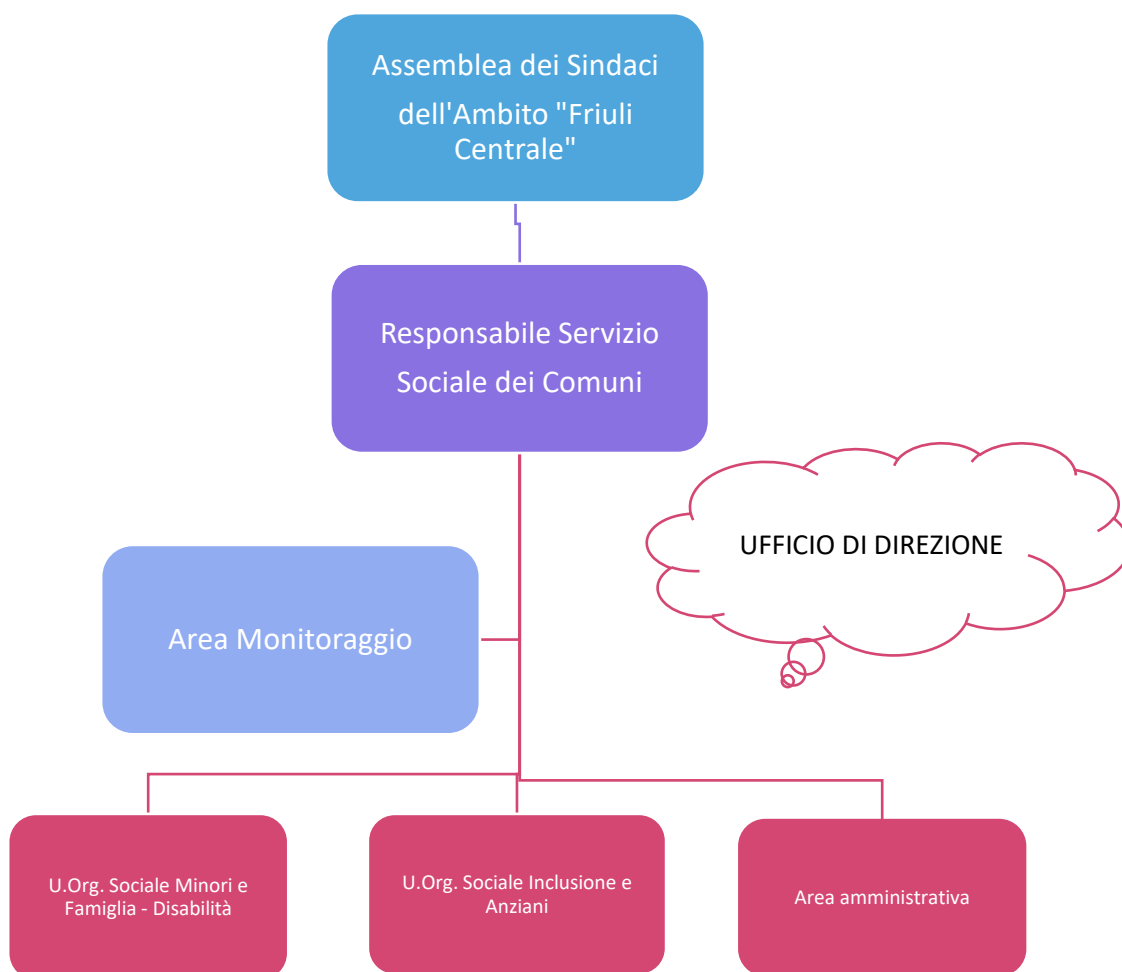 Assemblea dei Sindaci
dell'Ambito "Friuli
Centrale"
Responsabile Servizio
Sociale dei Comuni
UFFICIO DI DIREZIONE
Area Monitoraggio
U.Org. Sociale Minori e
Famiglia - Disabilità
U.Org. Sociale Inclusione e
Anziani
Area amministrativa